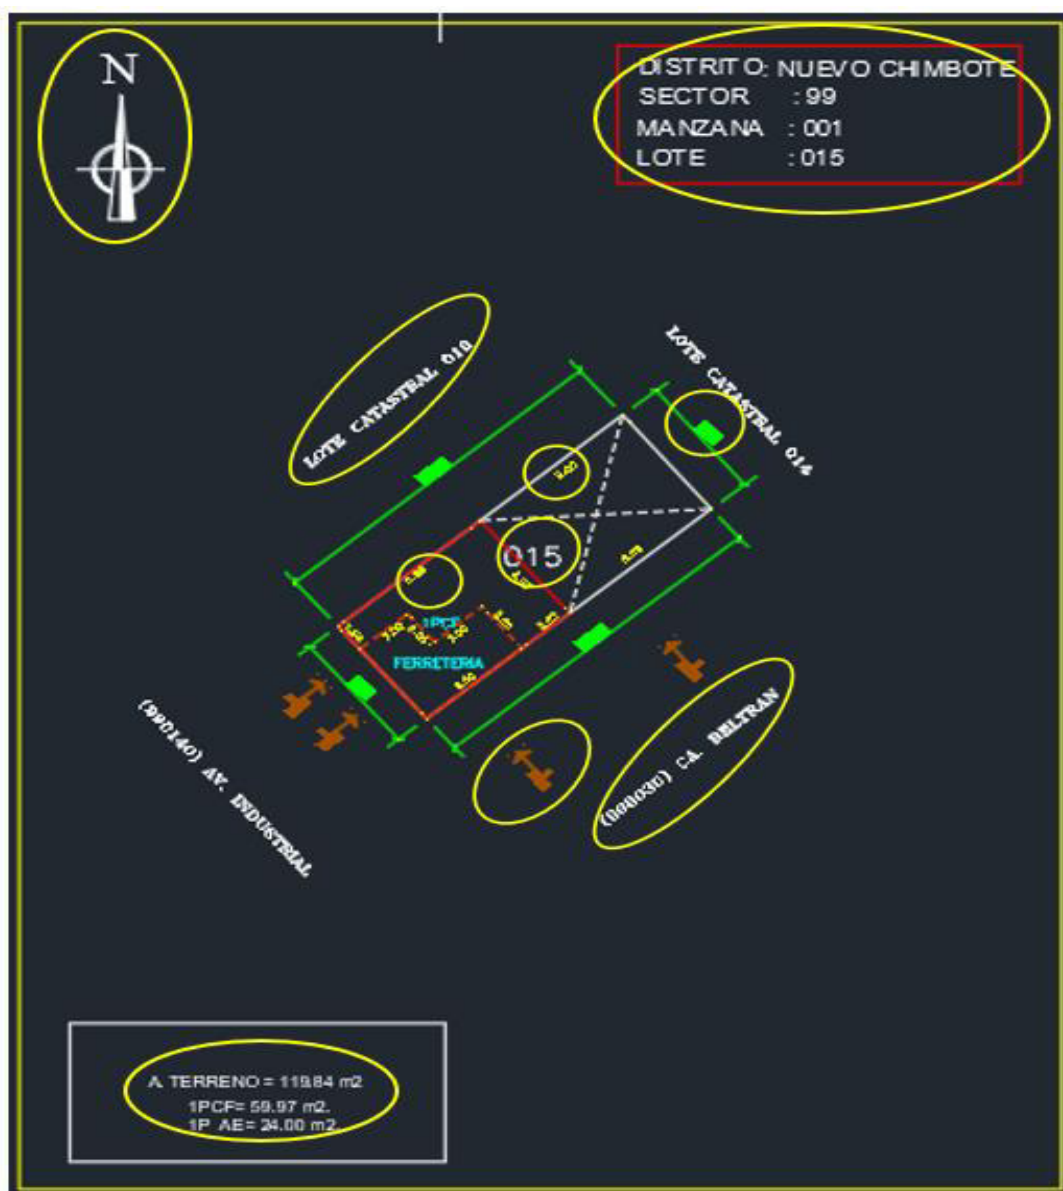 N
DISTRITO: NUEVO CHIMBOTE
SECTOR : 99
MANZANA : 001
LOTE : 015
LOTE CATASTRAL 010
LOTE CATASTRAL 014
015
1PCF
FERRETERIA
(990140) AV. INDUSTRIAL
CA. BELTRAN
A. TERRENO = 119.84 m2
1PCF= 59.97 m2.
1P AE= 24.00 m2.